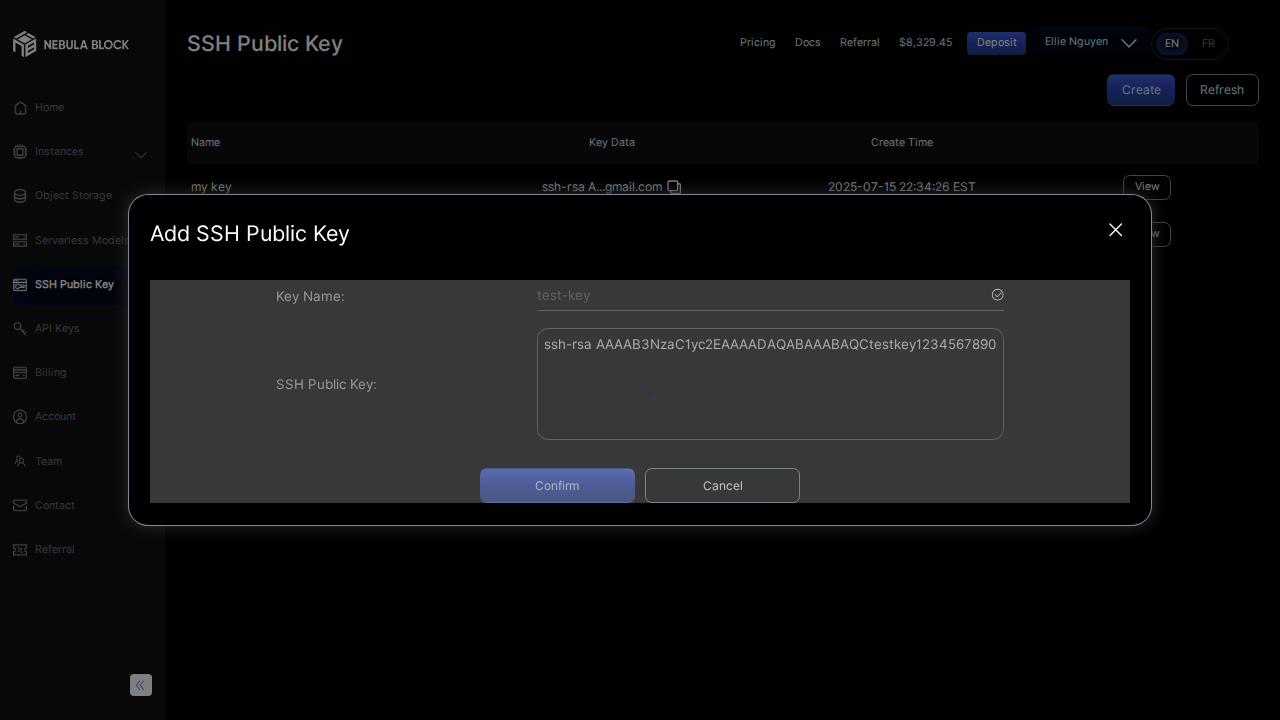 NEBULA BLOCK
SSH Public Key
Pricing
Docs
Referral
$8,329.45
Deposit
Ellie Nguyen
EN
FR
Home
Instances
Object Storage
Serverless Models
SSH Public Key
API Keys
Billing
Account
Team
Contact
Referral
Create
Refresh
Name
Key Data
Create Time
my key
ssh-rsa A...gmail.com
2025-07-15 22:34:26 EST
View
Add SSH Public Key
Key Name:
test-key
SSH Public Key:
ssh-rsa AAAAB3NzaC1yc2EAAAADAQABAAABAQCtestkey1234567890
Confirm
Cancel